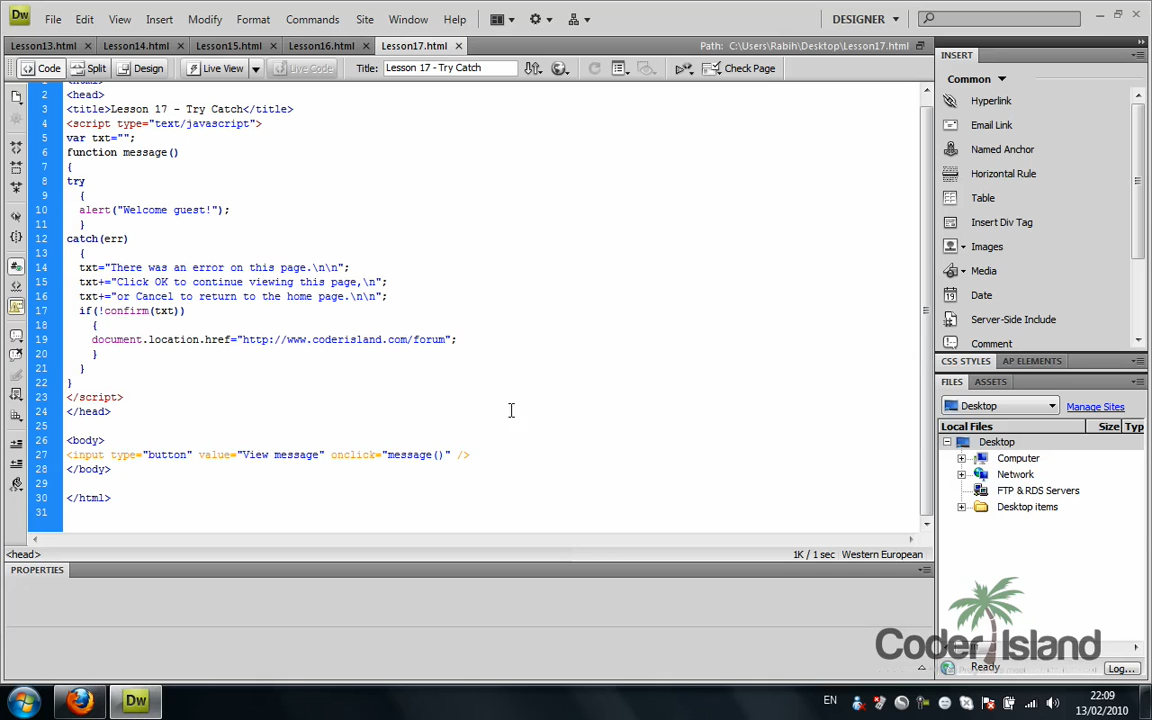 Dw File Edit View Insert Modify Format Commands Site Window Help DESIGNER
Lesson13.html Lesson14.html Lesson15.html Lesson16.html Lesson17.html Path: C:\Users\Rabih\Desktop\Lesson17.html
Code Split Design Live View Live Code Title: Lesson 17 - Try Catch Check Page
2 <head>
3 <title>Lesson 17 - Try Catch</title>
4 <script type="text/javascript">
5 var txt="";
6 function message()
7 {
8 try
9 {
10 alert("Welcome guest!");
11 }
12 catch(err)
13 {
14 txt="There was an error on this page.\n\n";
15 txt+="Click OK to continue viewing this page,\n";
16 txt+="or Cancel to return to the home page.\n\n";
17 if(!confirm(txt))
18 {
19 document.location.href="http://www.coderisland.com/forum";
20 }
21 }
22 }
23 </script>
24 </head>
25
26 <body>
27 <input type="button" value="View message" onclick="message()" />
28 </body>
29
30 </html>
31
<head> 1K / 1 sec Western European
PROPERTIES
INSERT
Common
Hyperlink
Email Link
Named Anchor
Horizontal Rule
Table
Insert Div Tag
Images
Media
Date
Server-Side Include
Comment
CSS STYLES AP ELEMENTS
FILES ASSETS
Desktop Manage Sites
Local Files Size Typ
Desktop
Computer
Network
FTP & RDS Servers
Desktop items
Coder Island
Ready Log...
Dw EN 22:09
13/02/2010